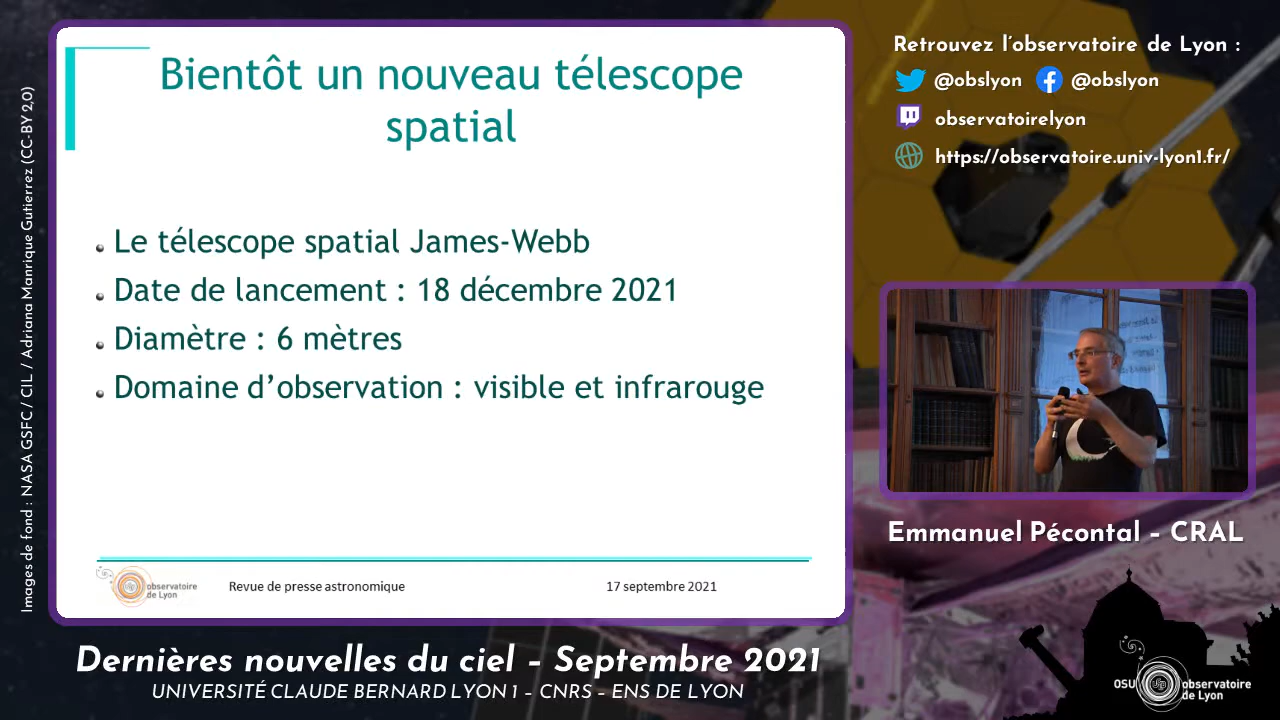 Images de fond : NASA GSFC/ CIL / Adriana Manrique Gutierrez (CC-BY 2,0)
Bientôt un nouveau télescope
spatial
Le télescope spatial James-Webb
Date de lancement : 18 décembre 2021
Diamètre : 6 mètres
Domaine d’observation : visible et infrarouge
observatoire
de Lyon
Revue de presse astronomique
17 septembre 2021
Retrouvez l'observatoire de Lyon :
@obslyon @obslyon
observatoirelyon
https://observatoire.univ-lyon1.fr/
Emmanuel Pécontal – CRAL
Dernières nouvelles du ciel – Septembre 2021
UNIVERSITÉ CLAUDE BERNARD LYON 1 – CNRS – ENS DE LYON
OSU observatoire
de Lyon